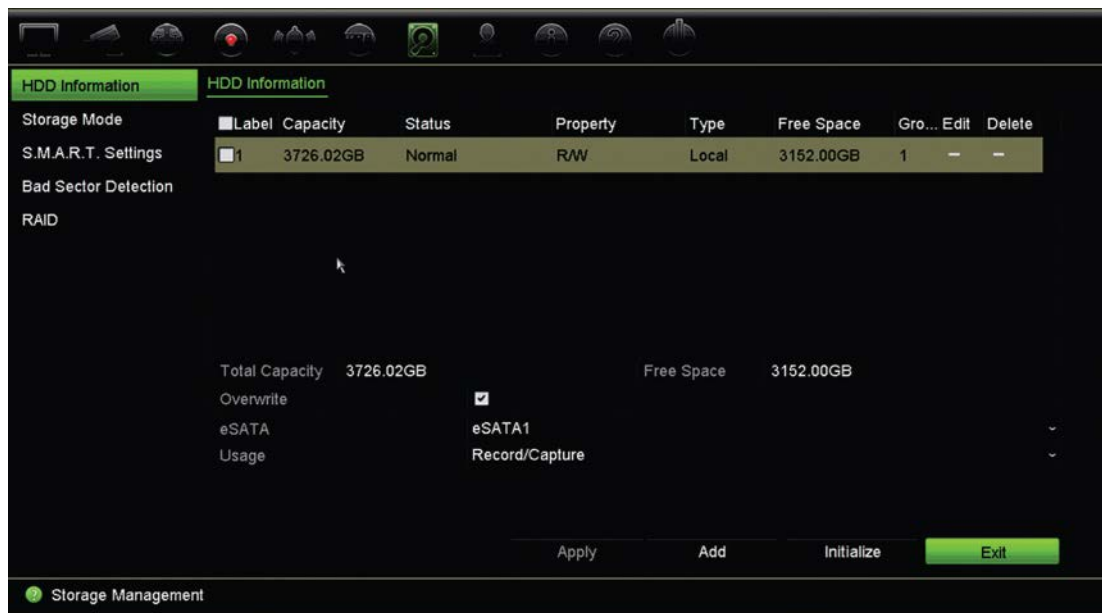 HDD Information
Storage Mode
S.M.A.R.T. Settings
Bad Sector Detection
RAID
HDD Information
Label Capacity Status Property Type Free Space Gro... Edit Delete
1 3726.02GB Normal R/W Local 3152.00GB 1 — —
Total Capacity 3726.02GB Free Space 3152.00GB
Overwrite
eSATA eSATA1
Usage Record/Capture
Apply Add Initialize Exit
Storage Management